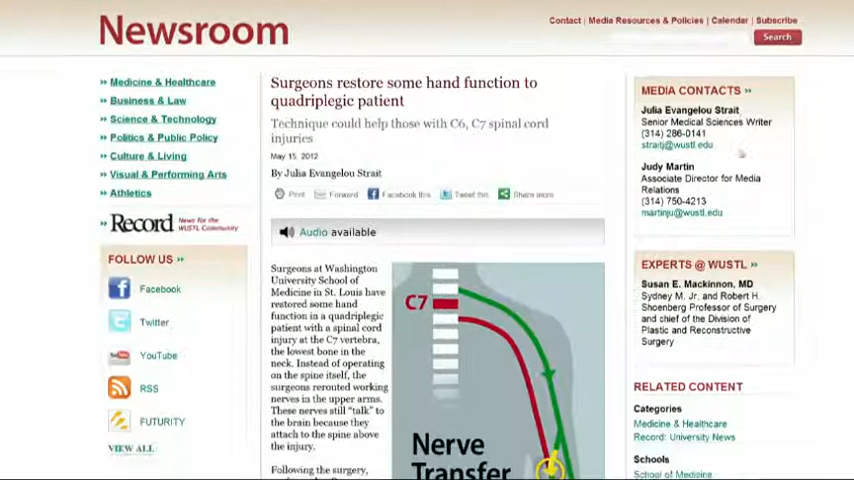 Newsroom
Contact | Media Resources & Policies | Calendar | Subscribe
Search
Medicine & Healthcare
Business & Law
Science & Technology
Politics & Public Policy
Culture & Living
Visual & Performing Arts
Athletics
Record News for the
WUSTL Community
FOLLOW US
Facebook
Twitter
YouTube
RSS
FUTURITY
VIEW ALL
Surgeons restore some hand function to
quadriplegic patient
Technique could help those with C6, C7 spinal cord
injuries
May 15, 2012
By Julia Evangelou Strait
Print Forward Facebook this Tweet this Share more
Audio available
Surgeons at Washington
University School of
Medicine in St. Louis have
restored some hand
function in a quadriplegic
patient with a spinal cord
injury at the C7 vertebra,
the lowest bone in the
neck. Instead of operating
on the spine itself, the
surgeons rerouted working
nerves in the upper arms.
These nerves still "talk" to
the brain because they
attach to the spine above
the injury.
Following the surgery,
C7
Nerve
Transfer
MEDIA CONTACTS
Julia Evangelou Strait
Senior Medical Sciences Writer
(314) 286-0141
straitj@wustl.edu
Judy Martin
Associate Director for Media
Relations
(314) 750-4213
martinju@wustl.edu
EXPERTS @ WUSTL
Susan E. Mackinnon, MD
Sydney M. Jr. and Robert H.
Shoenberg Professor of Surgery
and chief of the Division of
Plastic and Reconstructive
Surgery
RELATED CONTENT
Categories
Medicine & Healthcare
Record: University News
Schools
School of Medicine